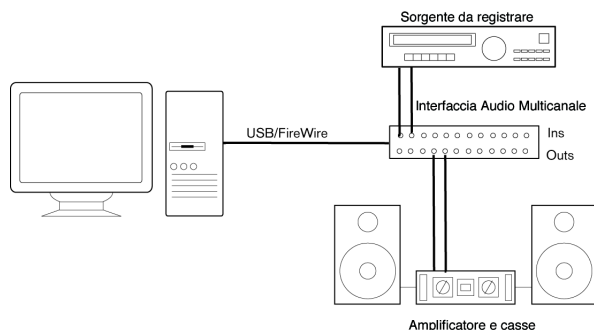 Sorgente da registrare
Interfaccia Audio Multicanale
USB/FireWire
Ins
Outs
Amplificatore e casse